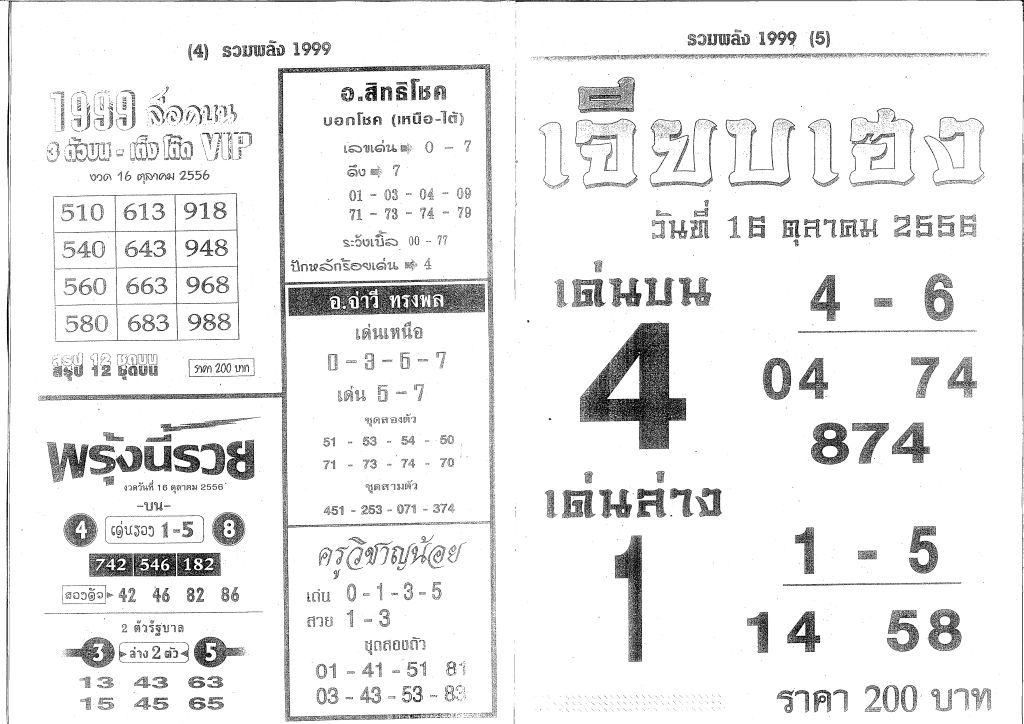 (4) รวมพลัง 1999
1999 ล็อคบน
3 ตัวบน - เต็ง โต๊ด VIP
งวด 16 ตุลาคม 2556
510 613 918
540 643 948
560 663 968
580 683 988
สรุป 12 ชุดบน
ราคา 200 บาท
พรุ้งนี้รวย
งวดวันที่ 16 ตุลาคม 2556
-บน-
4 เด่นรอง 1-5 8
742 546 182
สองตัว 42 46 82 86
2 ตัวรัฐบาล
3 ล่าง 2 ตัว 5
13 43 63
15 45 65
อ.สิทธิโชค
บอกโชค (เหนือ-ใต้)
เลขเด่น 0 - 7
ดึง 7
01 - 03 - 04 - 09
71 - 73 - 74 - 79
ระวังเบิ้ล 00 - 77
ปักหลักร้อยเด่น 4
อ.จ่าวี ทรงพล
เด่นเหนือ
0 - 3 - 5 - 7
เด่น 5 - 7
ชุดสองตัว
51 - 53 - 54 - 50
71 - 73 - 74 - 70
ชุดสามตัว
451 - 253 - 071 - 374
ครูวิชาญน้อย
เด่น 0 - 1 - 3 - 5
สวย 1 - 3
ชุดสองตัว
01 - 41 - 51 81
03 - 43 - 53 - 83
รวมพลัง 1999 (5)
เจี๊ยบเฮง
วันที่ 16 ตุลาคม 2556
เด่นบน
4
4 - 6
04 74
874
เด่นล่าง
1
1 - 5
14 58
ราคา 200 บาท